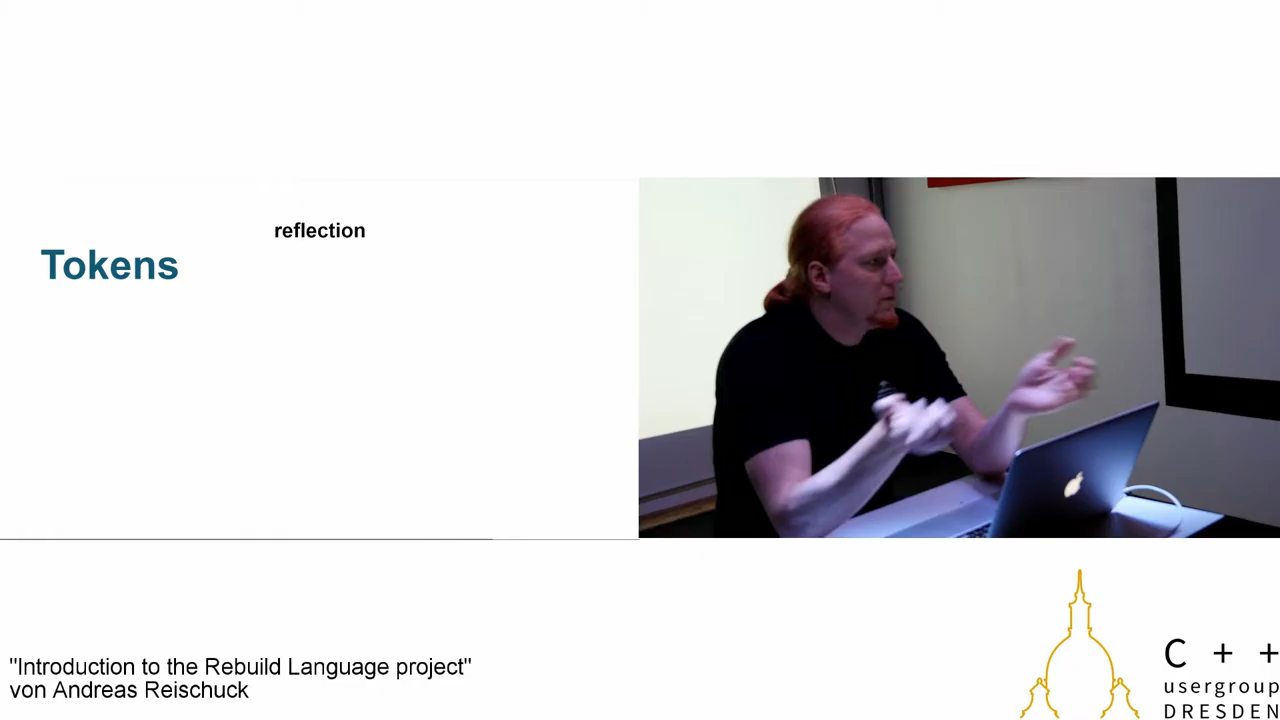 reflection
Tokens
"Introduction to the Rebuild Language project"
von Andreas Reischuck
C + +
usergroup
DRESDEN